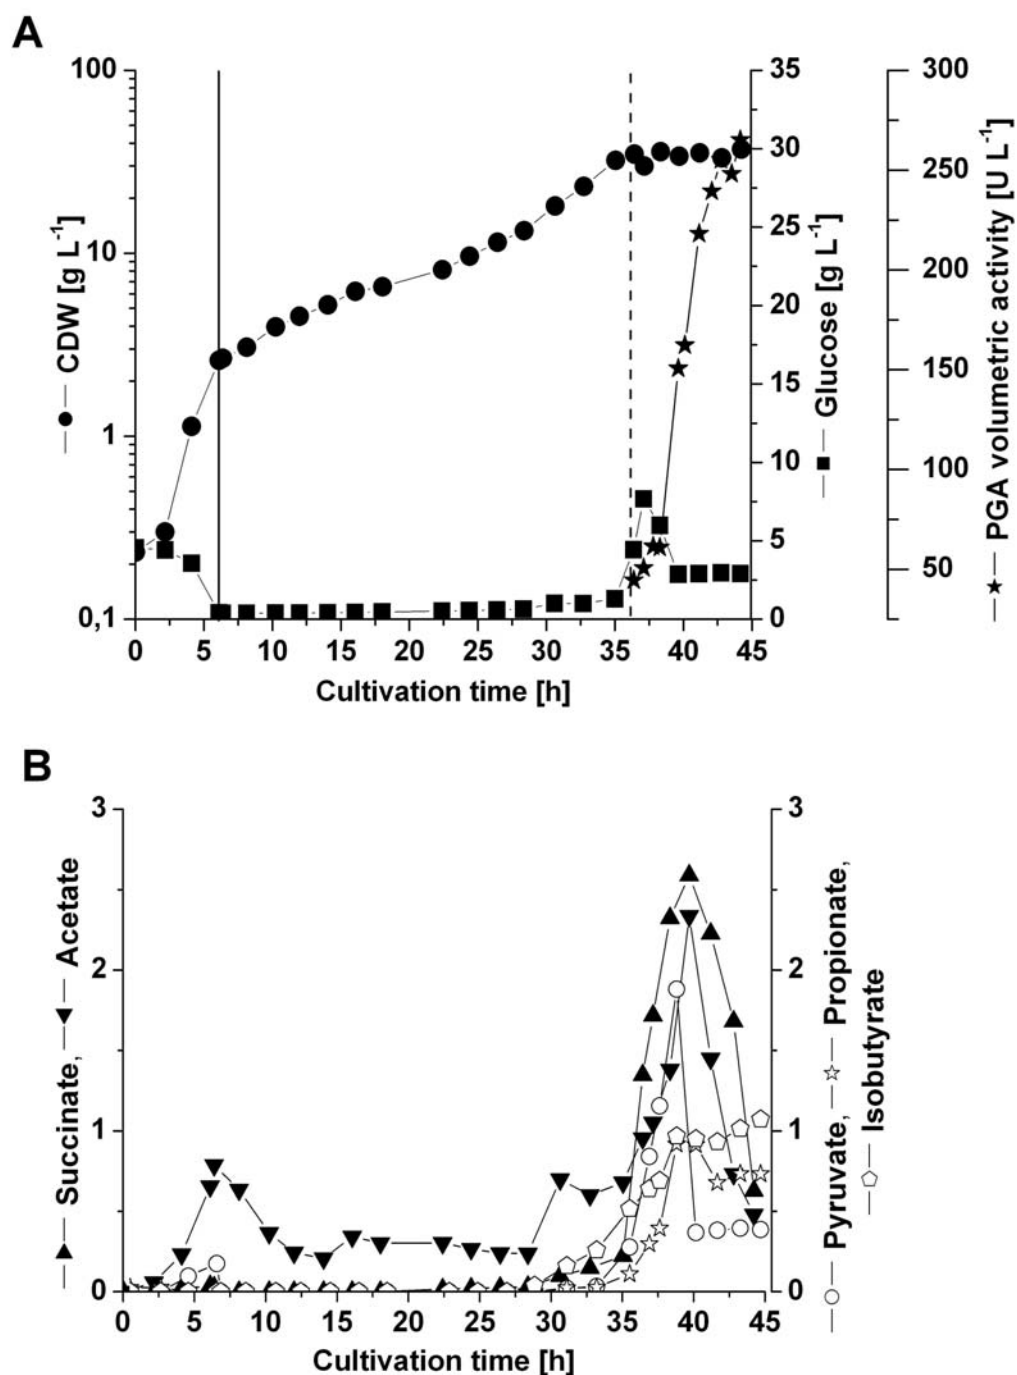 A
100
10
1
0,1
CDW [g L⁻¹]
35
30
25
20
15
10
5
0
Glucose [g L⁻¹]
300
250
200
150
100
50
PGA volumetric activity [U L⁻¹]
0 5 10 15 20 25 30 35 40 45
Cultivation time [h]
B
3
2
1
0
Succinate, Acetate
3
2
1
0
Pyruvate, Propionate,
Isobutyrate
0 5 10 15 20 25 30 35 40 45
Cultivation time [h]